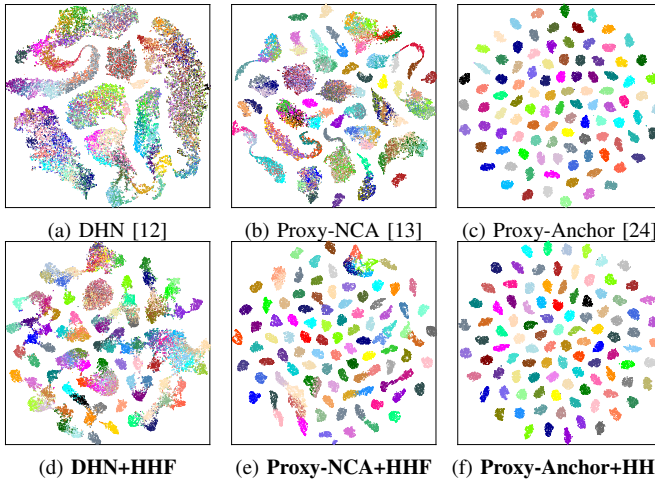 (a) DHN [12]
(b) Proxy-NCA [13]
(c) Proxy-Anchor [24]
(d) DHN+HHF
(e) Proxy-NCA+HHF
(f) Proxy-Anchor+HH